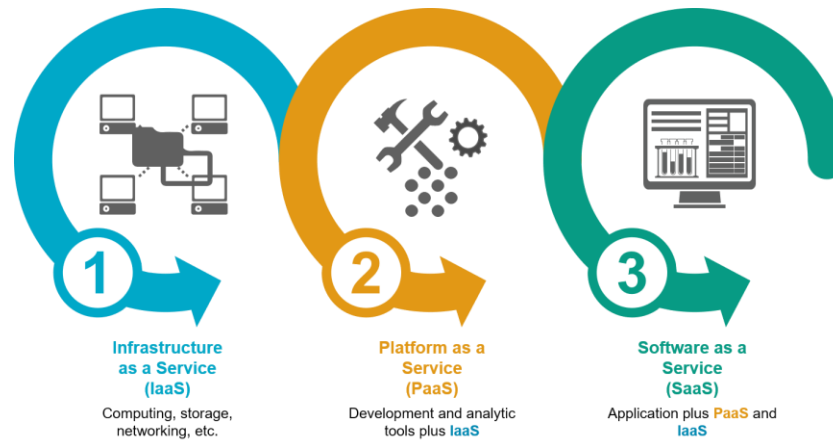 1
Infrastructure
as a Service
(IaaS)
Computing, storage,
networking, etc.
2
Platform as a
Service
(PaaS)
Development and analytic
tools plus IaaS
3
Software as a
Service
(SaaS)
Application plus PaaS and
IaaS